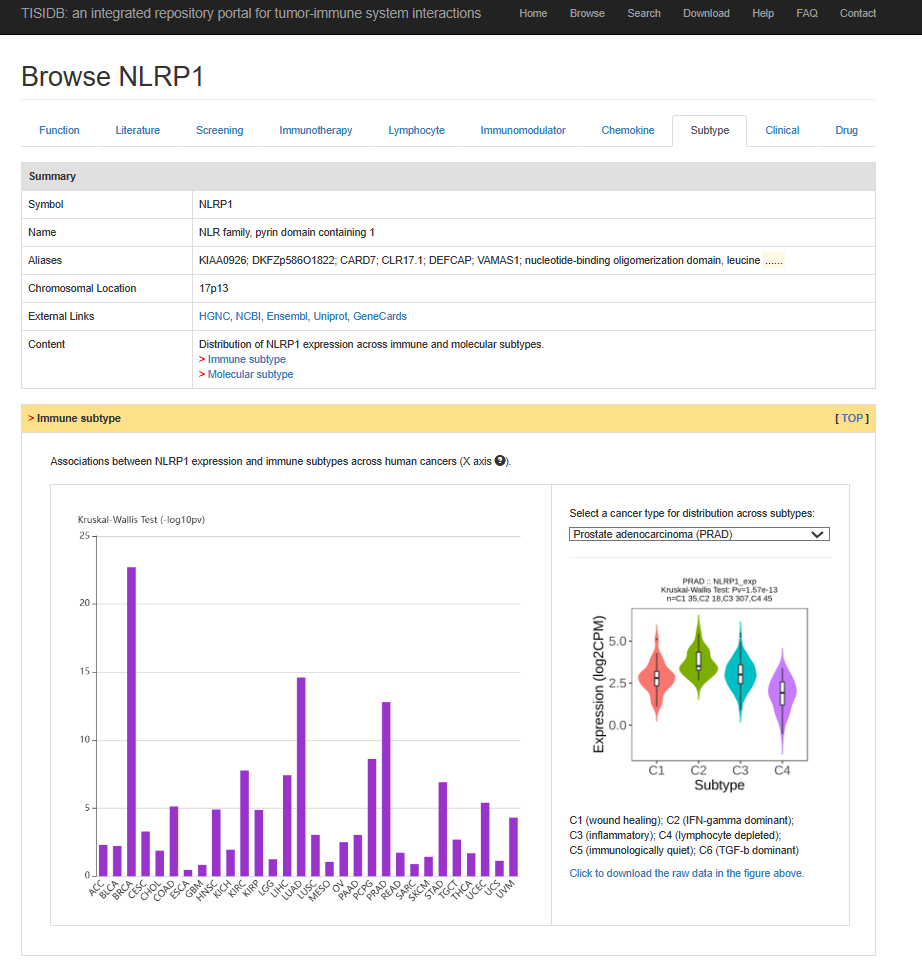 TISIDB: an integrated repository portal for tumor-immune system interactions
Home Browse Search Download Help FAQ Contact
Browse NLRP1
Function Literature Screening Immunotherapy Lymphocyte Immunomodulator Chemokine Subtype Clinical Drug
Summary
Symbol NLRP1
Name NLR family, pyrin domain containing 1
Aliases KIAA0926; DKFZp586O1822; CARD7; CLR17.1; DEFCAP; VAMAS1; nucleotide-binding oligomerization domain, leucine ......
Chromosomal Location 17p13
External Links HGNC, NCBI, Ensembl, Uniprot, GeneCards
Content Distribution of NLRP1 expression across immune and molecular subtypes.
> Immune subtype
> Molecular subtype
> Immune subtype [ TOP ]
Associations between NLRP1 expression and immune subtypes across human cancers (X axis ?).
Kruskal-Wallis Test (-log10pv)
25
20
15
10
5
0
ACC BLCA BRCA CESC CHOL COAD ESCA GBM HNSC KICH KIRC KIRP LGG LIHC LUAD LUSC MESO OV PAAD PCPG PRAD READ SARC SKCM STAD TGCT THCA UCEC UCS UVM
Select a cancer type for distribution across subtypes:
Prostate adenocarcinoma (PRAD)
PRAD :: NLRP1_exp
Kruskal-Wallis Test: Pv=1.57e-13
n=C1 35,C2 18,C3 307,C4 45
Expression (log2CPM)
5.0
2.5
0.0
C1 C2 C3 C4
Subtype
C1 (wound healing); C2 (IFN-gamma dominant);
C3 (inflammatory); C4 (lymphocyte depleted);
C5 (immunologically quiet); C6 (TGF-b dominant)
Click to download the raw data in the figure above.